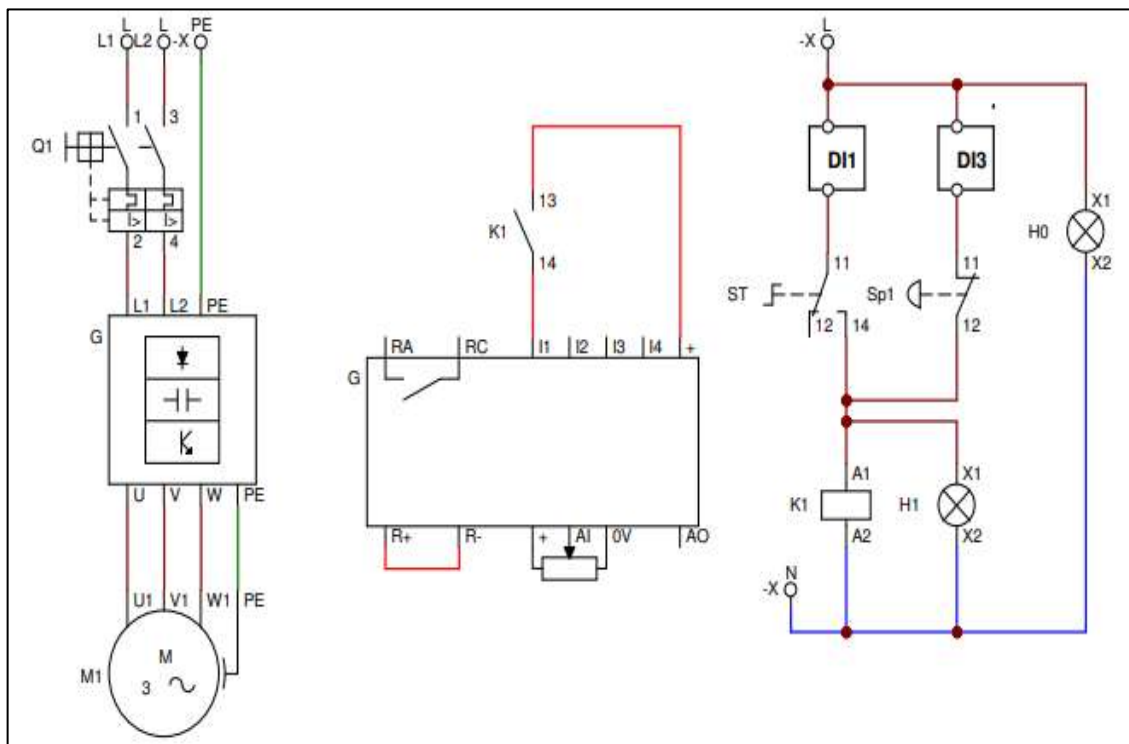 L L PE
L1 L2 -X
1 3
Q1
I> I>
2 4
L1 L2 PE
G
U V W PE
U1 V1 W1 PE
M1
M
3
13
K1
14
RA RC I1 I2 I3 I4 +
G
R+ R- + AI 0V AO
L
-X
DI1 DI3
X1
H0
X2
11 11
ST Sp1
12 14 12
A1 X1
K1 H1
A2 X2
N
-X